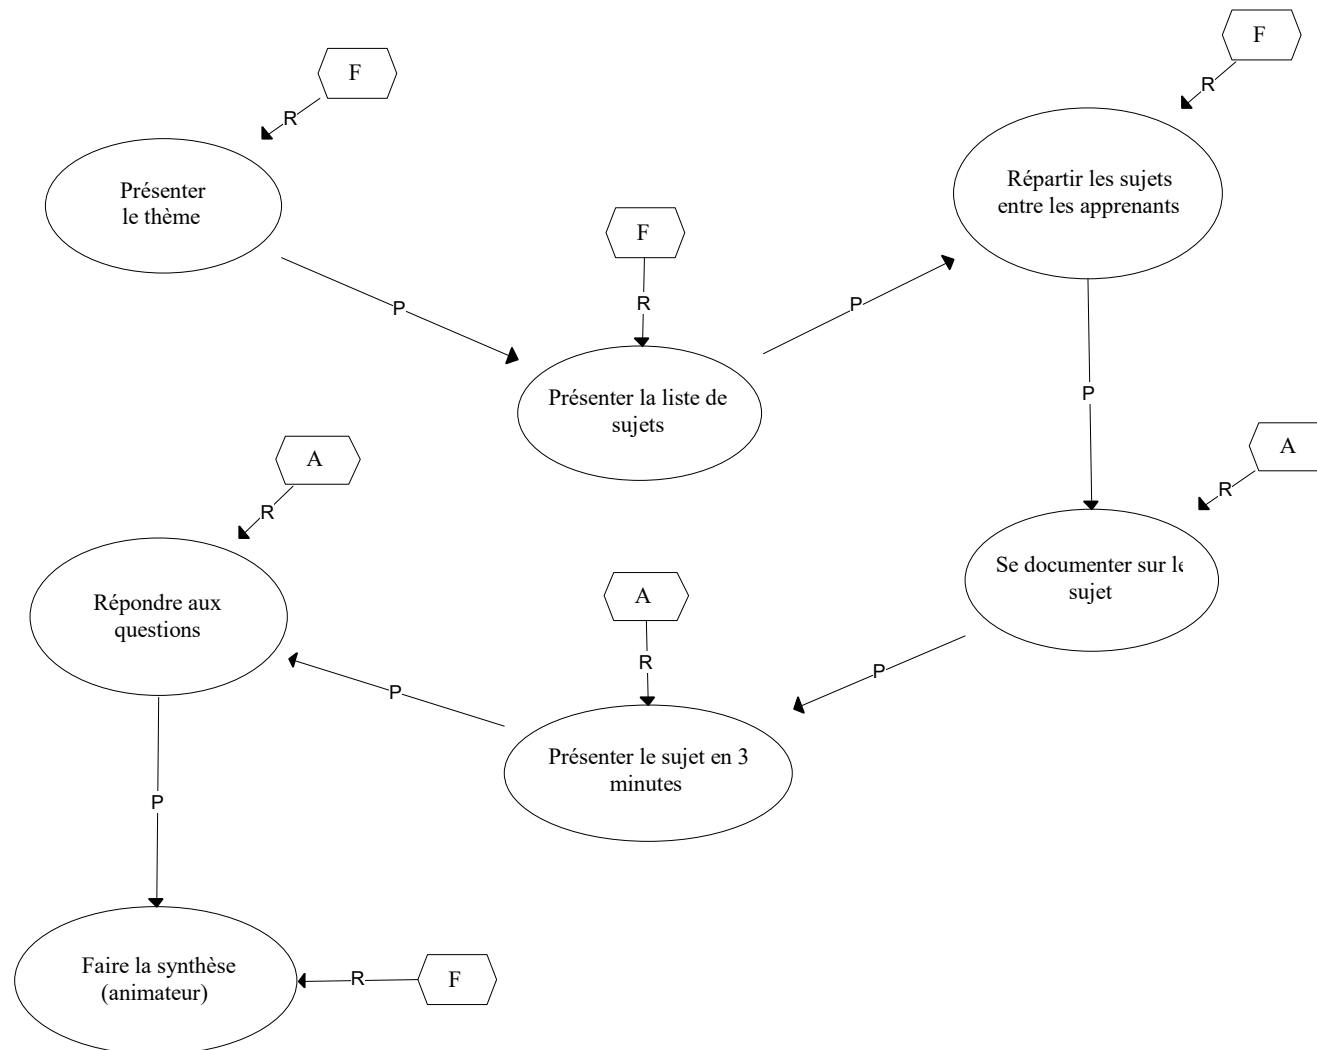 F
R
Présenter
le thème
P
F
R
Présenter la liste de
sujets
P
F
R
Répartir les sujets
entre les apprenants
P
A
R
Se documenter sur le
sujet
P
A
R
Présenter le sujet en 3
minutes
P
A
R
Répondre aux
questions
P
Faire la synthèse
(animateur)
R
F